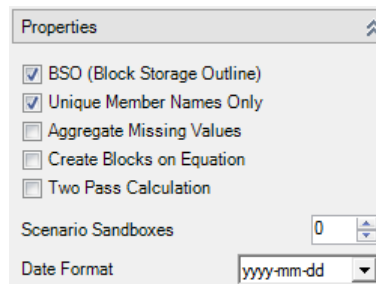 Properties
BSO (Block Storage Outline)
Unique Member Names Only
Aggregate Missing Values
Create Blocks on Equation
Two Pass Calculation
Scenario Sandboxes 0
Date Format yyyy-mm-dd